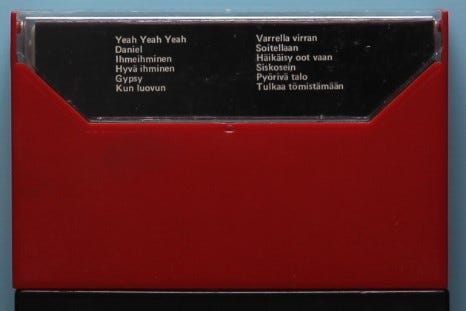 Yeah Yeah Yeah
Daniel
Ihmeihminen
Hyvä ihminen
Gypsy
Kun luovun
Varrella virran
Soitellaan
Häikäisy oot vaan
Siskosein
Pyörivä talo
Tulkaa tömistämään